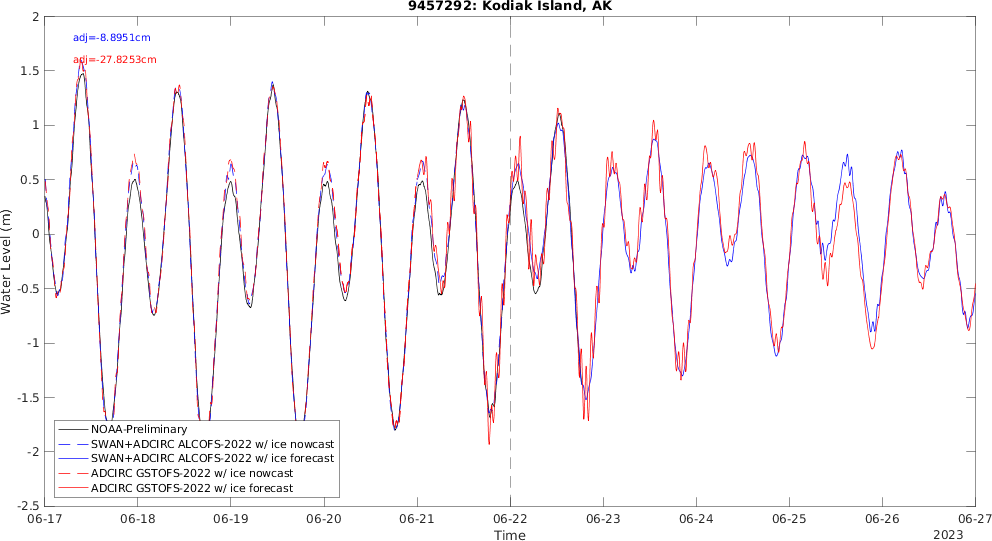 9457292: Kodiak Island, AK
2
1.5
1
0.5
0
-0.5
-1
-1.5
-2
-2.5
Water Level (m)
adj=-8.8951cm
adj=-27.8253cm
NOAA-Preliminary
SWAN+ADCIRC ALCOFS-2022 w/ ice nowcast
SWAN+ADCIRC ALCOFS-2022 w/ ice forecast
ADCIRC GSTOFS-2022 w/ ice nowcast
ADCIRC GSTOFS-2022 w/ ice forecast
06-17 06-18 06-19 06-20 06-21 06-22 06-23 06-24 06-25 06-26 06-27
Time
2023